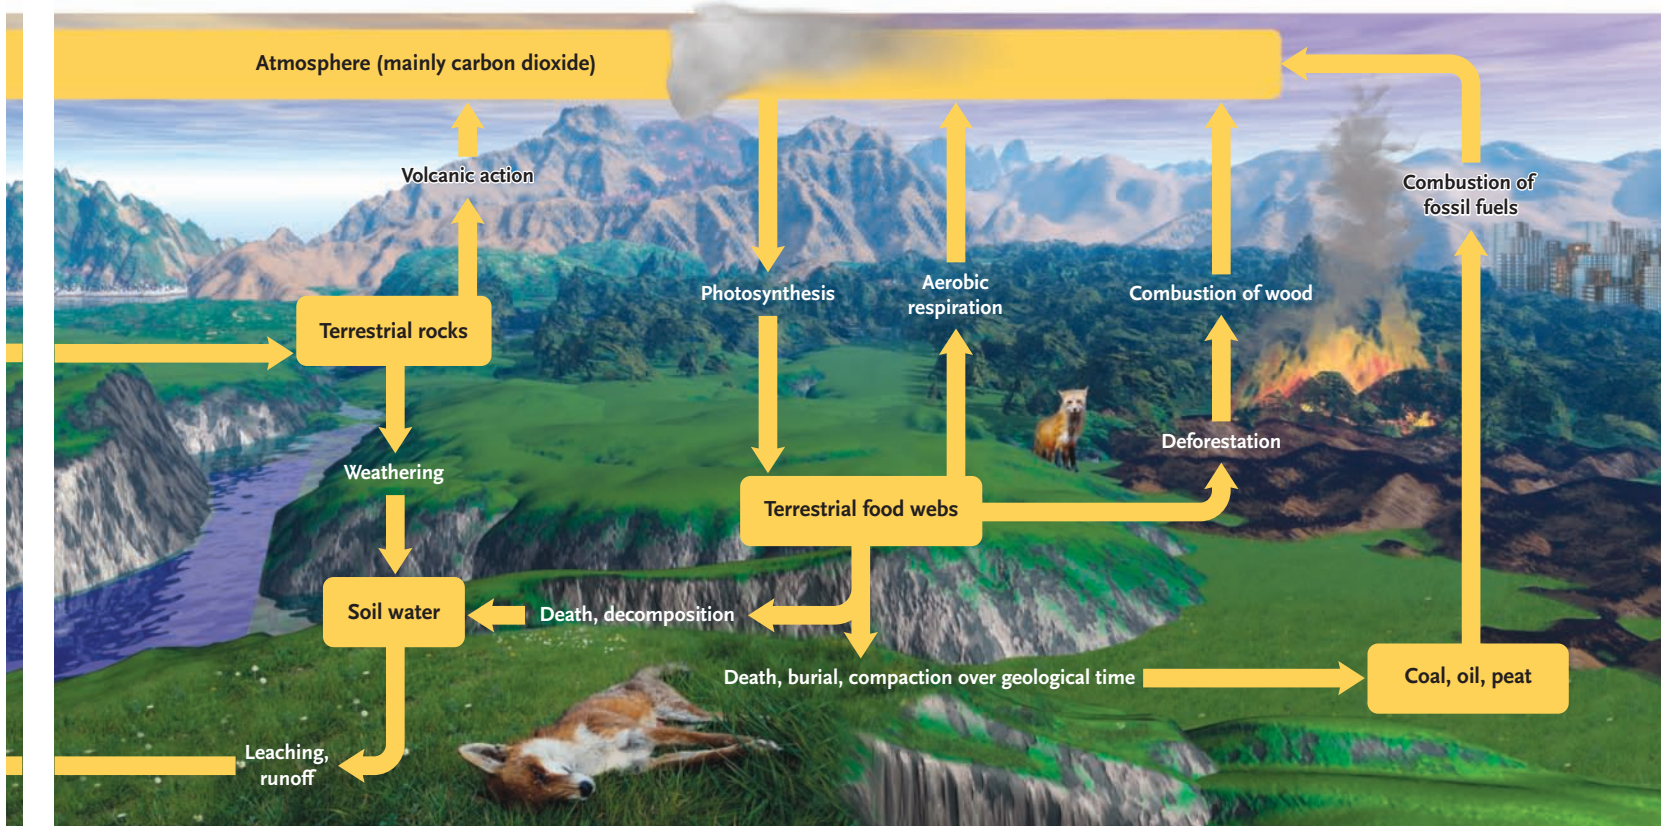 Atmosphere (mainly carbon dioxide)
Volcanic action
Combustion of
fossil fuels
Photosynthesis
Aerobic
respiration
Combustion of wood
Terrestrial rocks
Deforestation
Weathering
Terrestrial food webs
Soil water
Death, decomposition
Death, burial, compaction over geological time
Coal, oil, peat
Leaching,
runoff